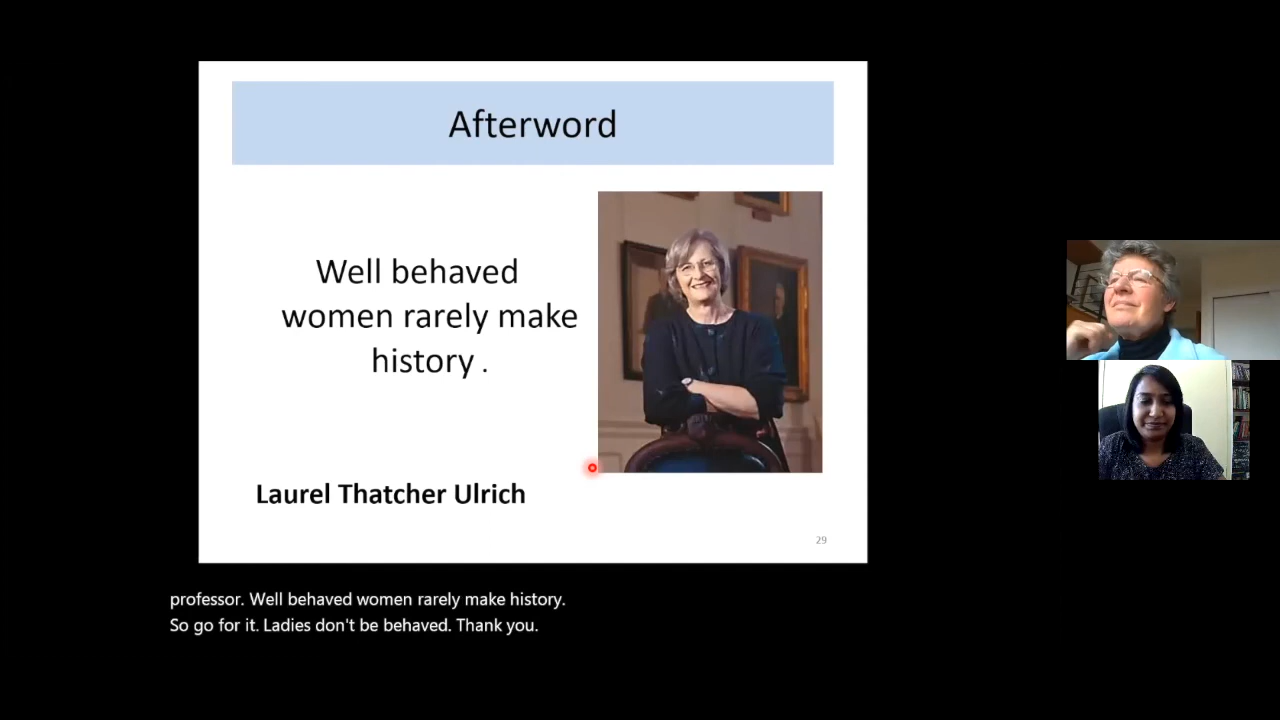 Afterword
Well behaved
women rarely make
history .
Laurel Thatcher Ulrich
29
professor. Well behaved women rarely make history.
So go for it. Ladies don't be behaved. Thank you.